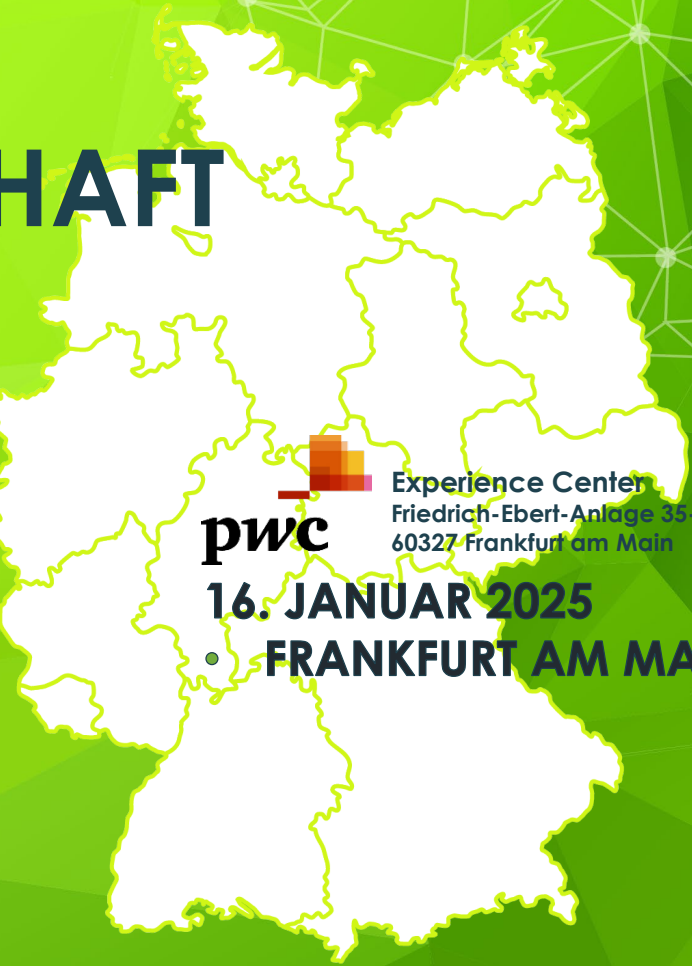 HAFT
pwc
Experience Center
Friedrich-Ebert-Anlage 35-
60327 Frankfurt am Main
16. JANUAR 2025
• FRANKFURT AM MA